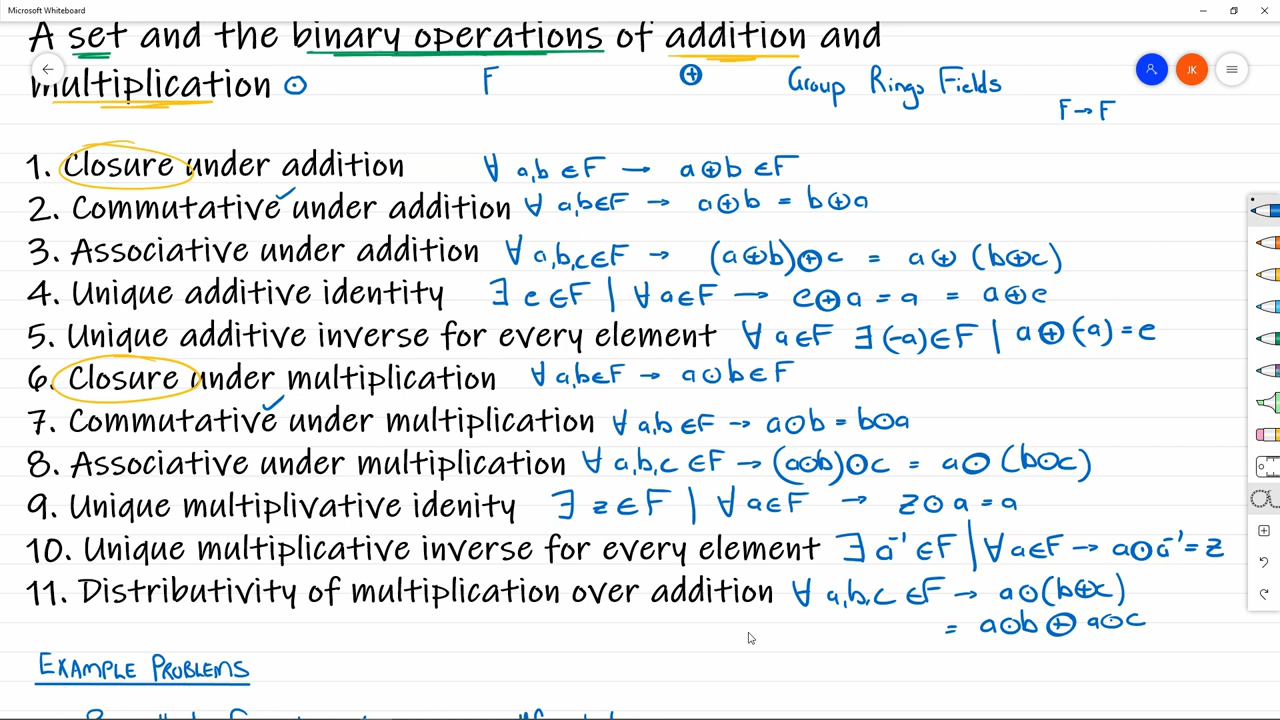 Microsoft Whiteboard
A set and the binary operations of addition and
multiplication ⊙ F ⊕ Group Rings Fields
JK
F → F
1. Closure under addition ∀ a,b ∈ F → a ⊕ b ∈ F
2. Commutative under addition ∀ a,b ∈ F → a ⊕ b = b ⊕ a
3. Associative under addition ∀ a,b,c ∈ F → (a ⊕ b) ⊕ c = a ⊕ (b ⊕ c)
4. Unique additive identity ∃ e ∈ F | ∀ a ∈ F → e ⊕ a = a = a ⊕ e
5. Unique additive inverse for every element ∀ a ∈ F ∃ (-a) ∈ F | a ⊕ (-a) = e
6. Closure under multiplication ∀ a,b ∈ F → a ⊙ b ∈ F
7. Commutative under multiplication ∀ a,b ∈ F → a ⊙ b = b ⊙ a
8. Associative under multiplication ∀ a,b,c ∈ F → (a ⊙ b) ⊙ c = a ⊙ (b ⊙ c)
9. Unique multiplivative idenity ∃ z ∈ F | ∀ a ∈ F → z ⊙ a = a
10. Unique multiplicative inverse for every element ∃ a⁻¹ ∈ F | ∀ a ∈ F → a ⊙ a⁻¹ = z
11. Distributivity of multiplication over addition ∀ a,b,c ∈ F → a ⊙ (b ⊕ c)
= a ⊙ b ⊕ a ⊙ c
EXAMPLE PROBLEMS